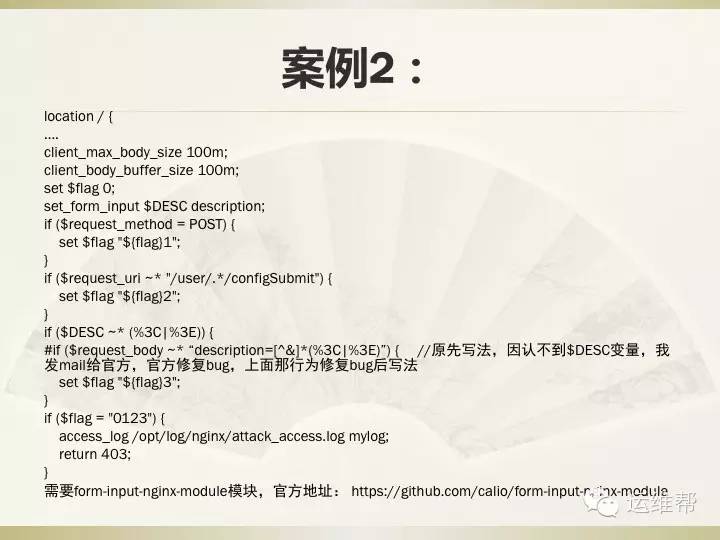 案例2：
location / {
....
client_max_body_size 100m;
client_body_buffer_size 100m;
set $flag 0;
set_form_input $DESC description;
if ($request_method = POST) {
set $flag "${flag}1";
}
if ($request_uri ~* "/user/.*/configSubmit") {
set $flag "${flag}2";
}
if ($DESC ~* (%3C|%3E)) {
#if ($request_body ~* “description=[^&]*(%3C|%3E)”) { //原先写法，因认不到$DESC变量，我
发mail给官方，官方修复bug，上面那行为修复bug后写法
set $flag "${flag}3";
}
if ($flag = "0123") {
access_log /opt/log/nginx/attack_access.log mylog;
return 403;
}
需要form-input-nginx-module模块，官方地址： https://github.com/calio/form-input-nginx-module
运维帮